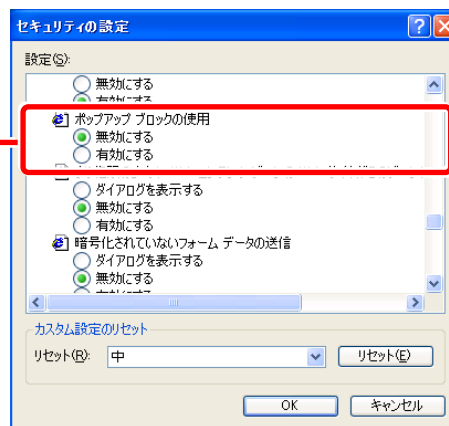 セキュリティの設定
設定(S):
無効にする
有効にする
ポップアップ ブロックの使用
無効にする
有効にする
ダイアログを表示する
無効にする
有効にする
暗号化されていないフォーム データの送信
ダイアログを表示する
無効にする
カスタム設定のリセット
リセット(R): 中 リセット(E)
OK キャンセル